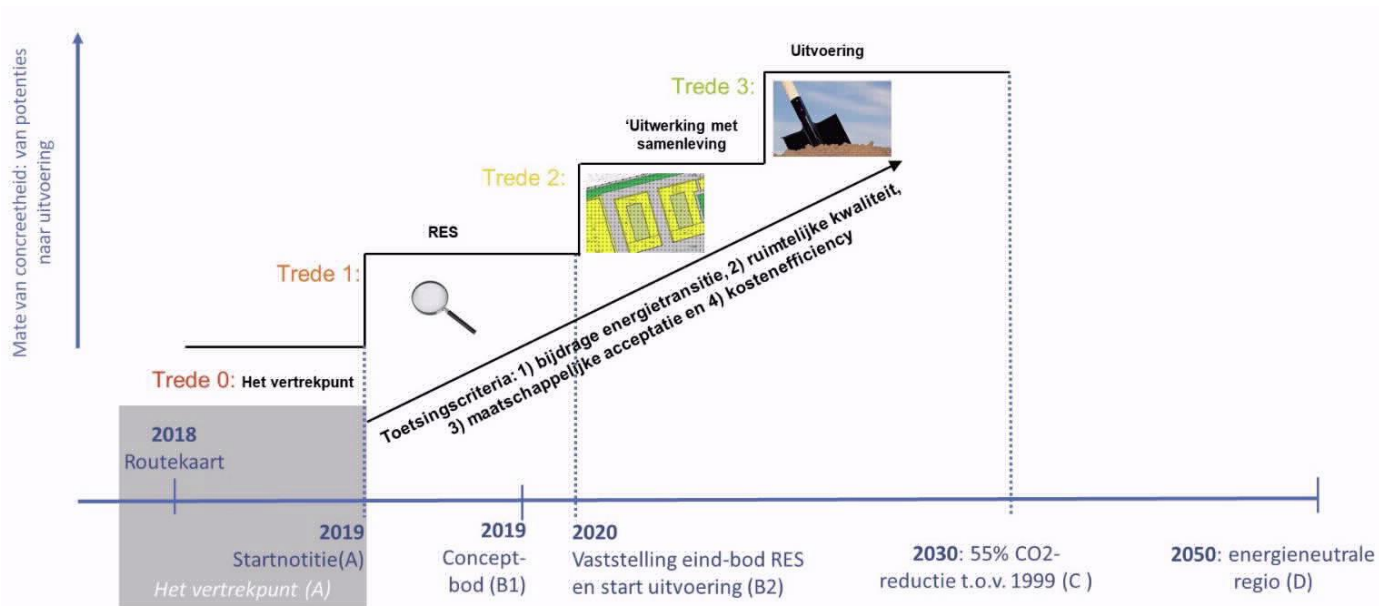 Mate van concreetheid: van potenties
naar uitvoering
Uitvoering
Trede 3:
‘Uitwerking met
samenleving
Trede 2:
RES
Trede 1:
Trede 0: Het vertrekpunt
Toetsingscriteria: 1) bijdrage energietransitie, 2) ruimtelijke kwaliteit,
3) maatschappelijke acceptatie en 4) kostenefficiency
2018
Routekaart
2019
Startnotitie(A)
Het vertrekpunt (A)
2019
Concept-
bod (B1)
2020
Vaststelling eind-bod RES
en start uitvoering (B2)
2030: 55% CO2-
reductie t.o.v. 1999 (C )
2050: energieneutrale
regio (D)